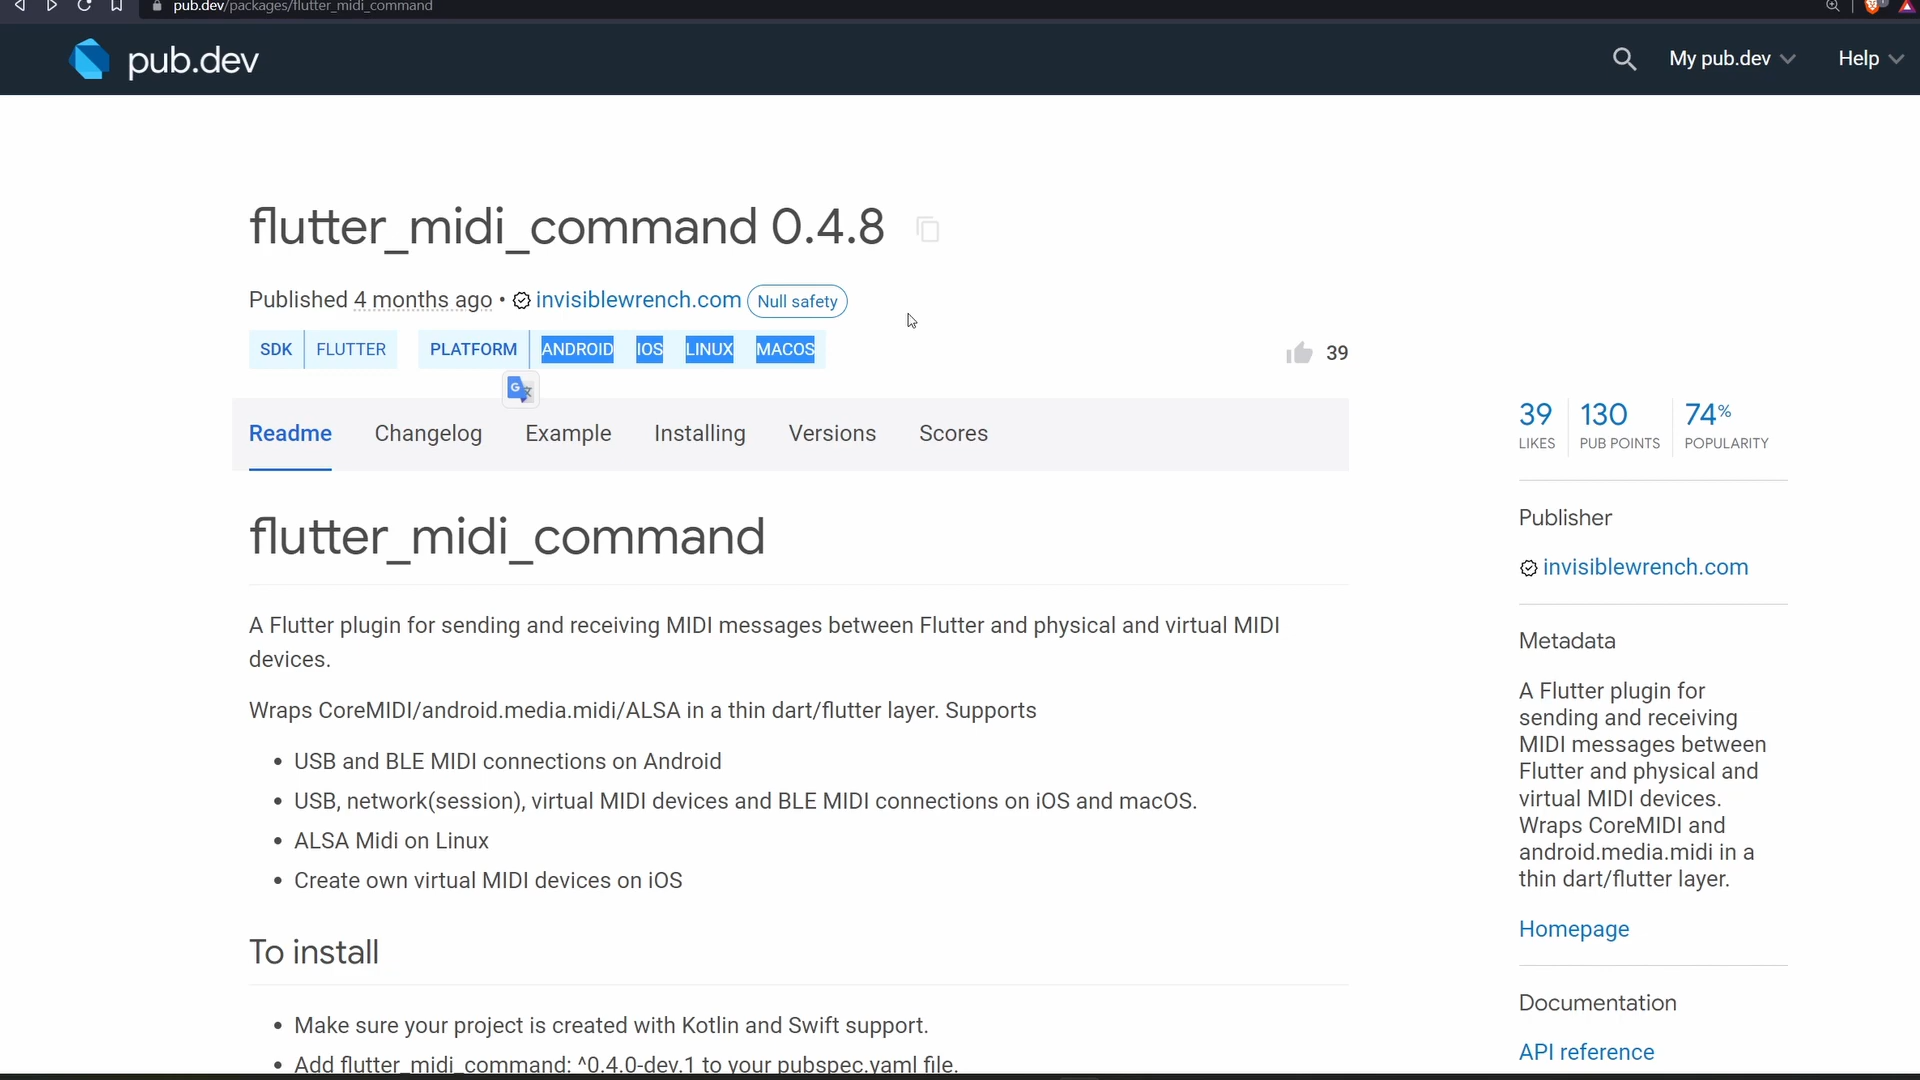 pub.dev/packages/flutter_midi_command
pub.dev
My pub.dev
Help
flutter_midi_command 0.4.8
Published 4 months ago • invisiblewrench.com Null safety
SDK FLUTTER PLATFORM ANDROID IOS LINUX MACOS
39
Readme Changelog Example Installing Versions Scores
flutter_midi_command
A Flutter plugin for sending and receiving MIDI messages between Flutter and physical and virtual MIDI
devices.
Wraps CoreMIDI/android.media.midi/ALSA in a thin dart/flutter layer. Supports
• USB and BLE MIDI connections on Android
• USB, network(session), virtual MIDI devices and BLE MIDI connections on iOS and macOS.
• ALSA Midi on Linux
• Create own virtual MIDI devices on iOS
To install
• Make sure your project is created with Kotlin and Swift support.
• Add flutter_midi_command: ^0.4.0-dev.1 to your pubspec.yaml file.
39 130 74%
LIKES PUB POINTS POPULARITY
Publisher
invisiblewrench.com
Metadata
A Flutter plugin for
sending and receiving
MIDI messages between
Flutter and physical and
virtual MIDI devices.
Wraps CoreMIDI and
android.media.midi in a
thin dart/flutter layer.
Homepage
Documentation
API reference